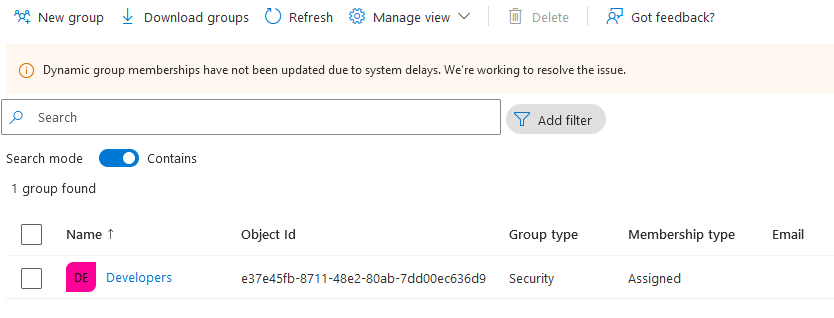 New group Download groups Refresh Manage view Delete Got feedback?
Dynamic group memberships have not been updated due to system delays. We're working to resolve the issue.
Search Add filter
Search mode Contains
1 group found
Name ↑ Object Id Group type Membership type Email
DE Developers e37e45fb-8711-48e2-80ab-7dd00ec636d9 Security Assigned